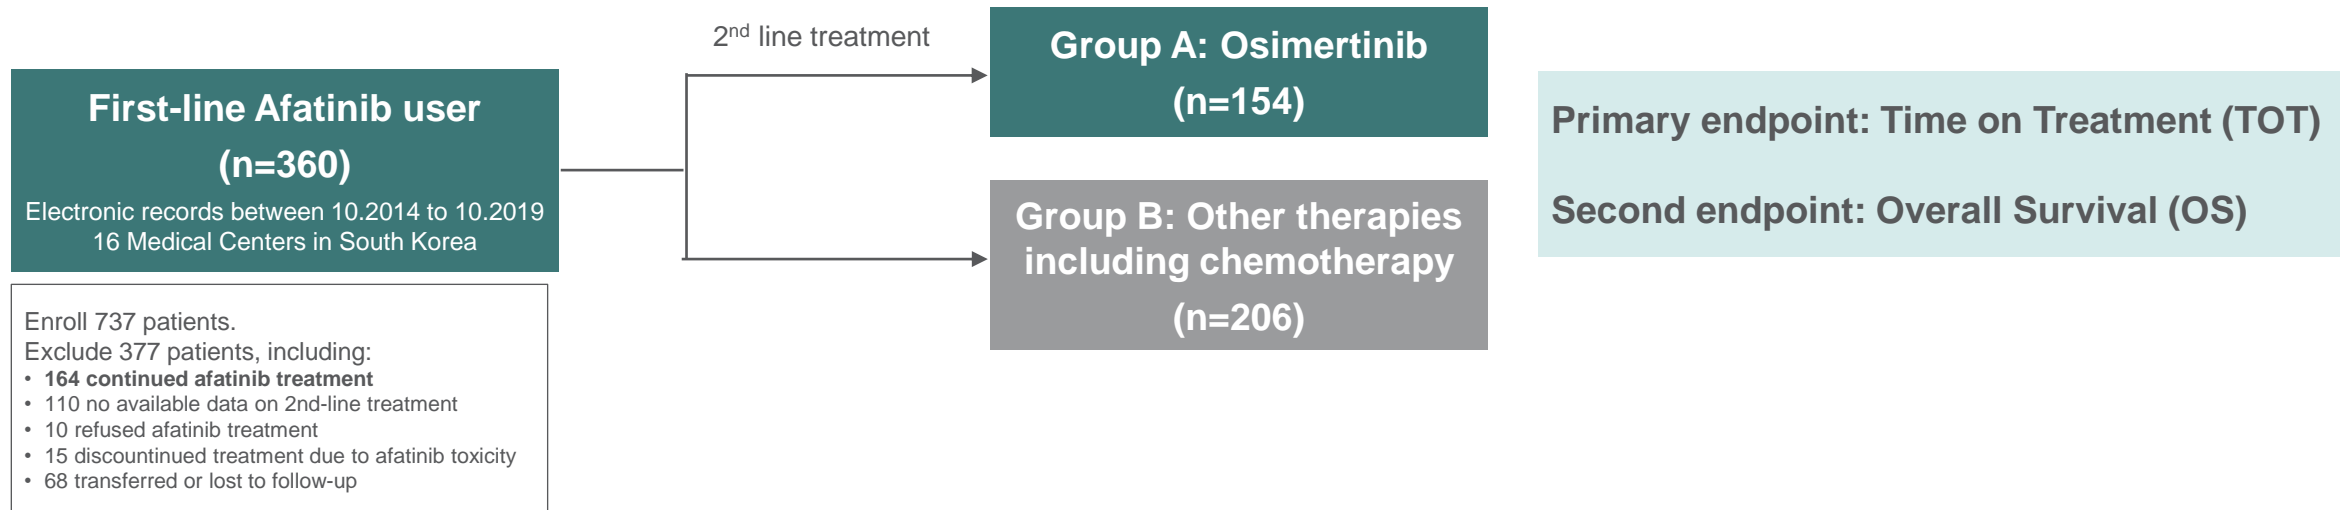 First-line Afatinib user
(n=360)
Electronic records between 10.2014 to 10.2019
16 Medical Centers in South Korea
Enroll 737 patients.
Exclude 377 patients, including:
• 164 continued afatinib treatment
• 110 no available data on 2nd-line treatment
• 10 refused afatinib treatment
• 15 discountinued treatment due to afatinib toxicity
• 68 transferred or lost to follow-up
2nd line treatment
Group A: Osimertinib
(n=154)
Group B: Other therapies
including chemotherapy
(n=206)
Primary endpoint: Time on Treatment (TOT)
Second endpoint: Overall Survival (OS)